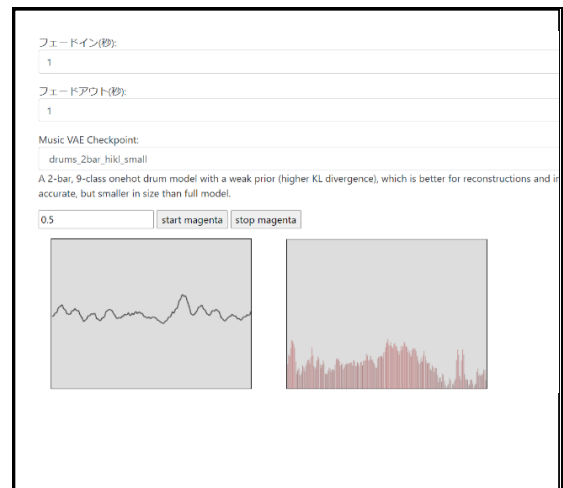 フェードイン(秒):
1
フェードアウト(秒):
1
Music VAE Checkpoint:
drums_2bar_hikl_small
A 2-bar, 9-class onehot drum model with a weak prior (higher KL divergence), which is better for reconstructions and
accurate, but smaller in size than full model.
0.5 start magenta stop magenta